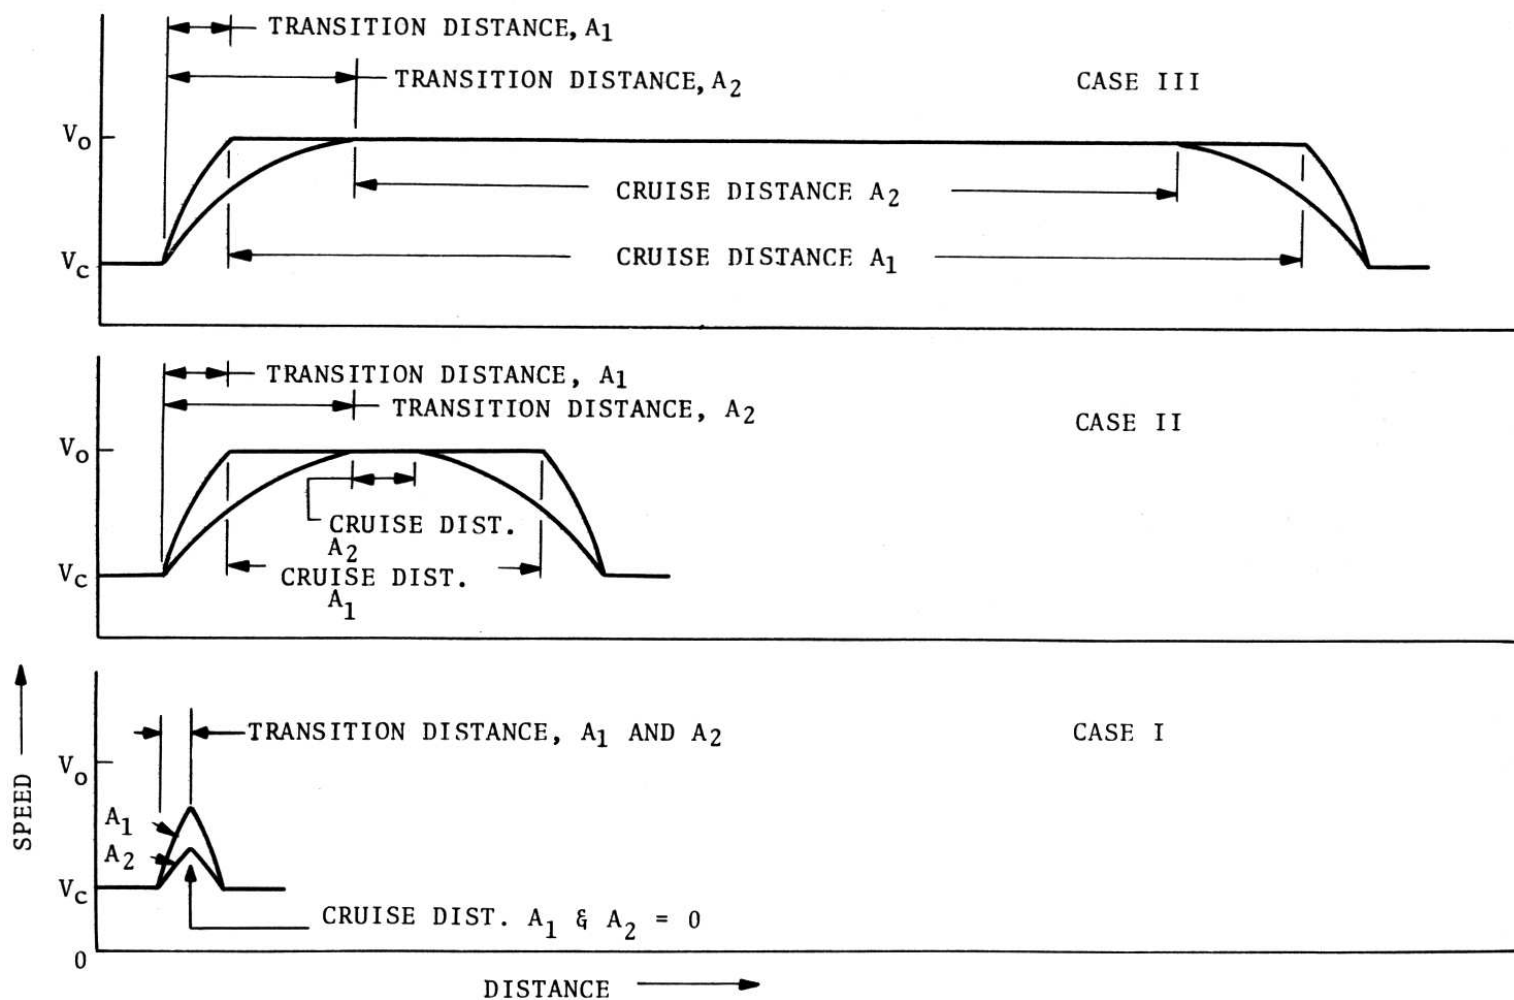 TRANSITION DISTANCE, A1
TRANSITION DISTANCE, A2
CASE III
Vo
CRUISE DISTANCE A2
Vc
CRUISE DISTANCE A1
TRANSITION DISTANCE, A1
TRANSITION DISTANCE, A2
CASE II
Vo
CRUISE DIST.
A2
Vc
CRUISE DIST.
A1
TRANSITION DISTANCE, A1 AND A2
CASE I
Vo
A1
A2
Vc
CRUISE DIST. A1 & A2 = 0
0
SPEED
DISTANCE